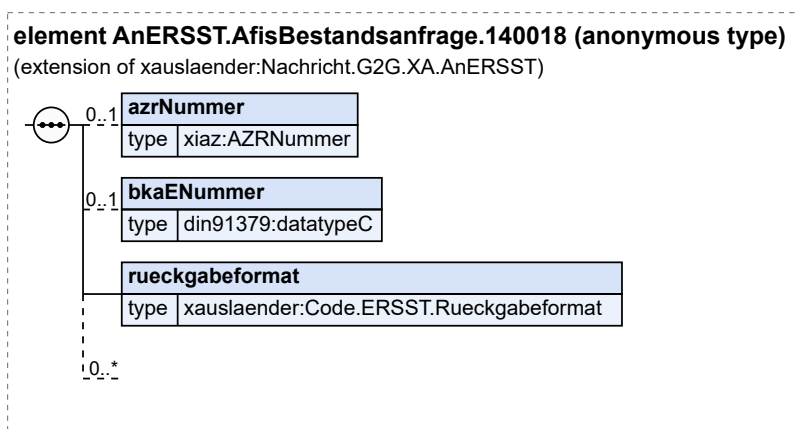 element AnERSST.AfisBestandsanfrage.140018 (anonymous type)
(extension of xauslaender:Nachricht.G2G.XA.AnERSST)
0..1 azrNummer
type xiaz:AZRNummer
0..1 bkaENummer
type din91379:datatypeC
rueckgabeformat
type xauslaender:Code.ERSST.Rueckgabeformat
0..*